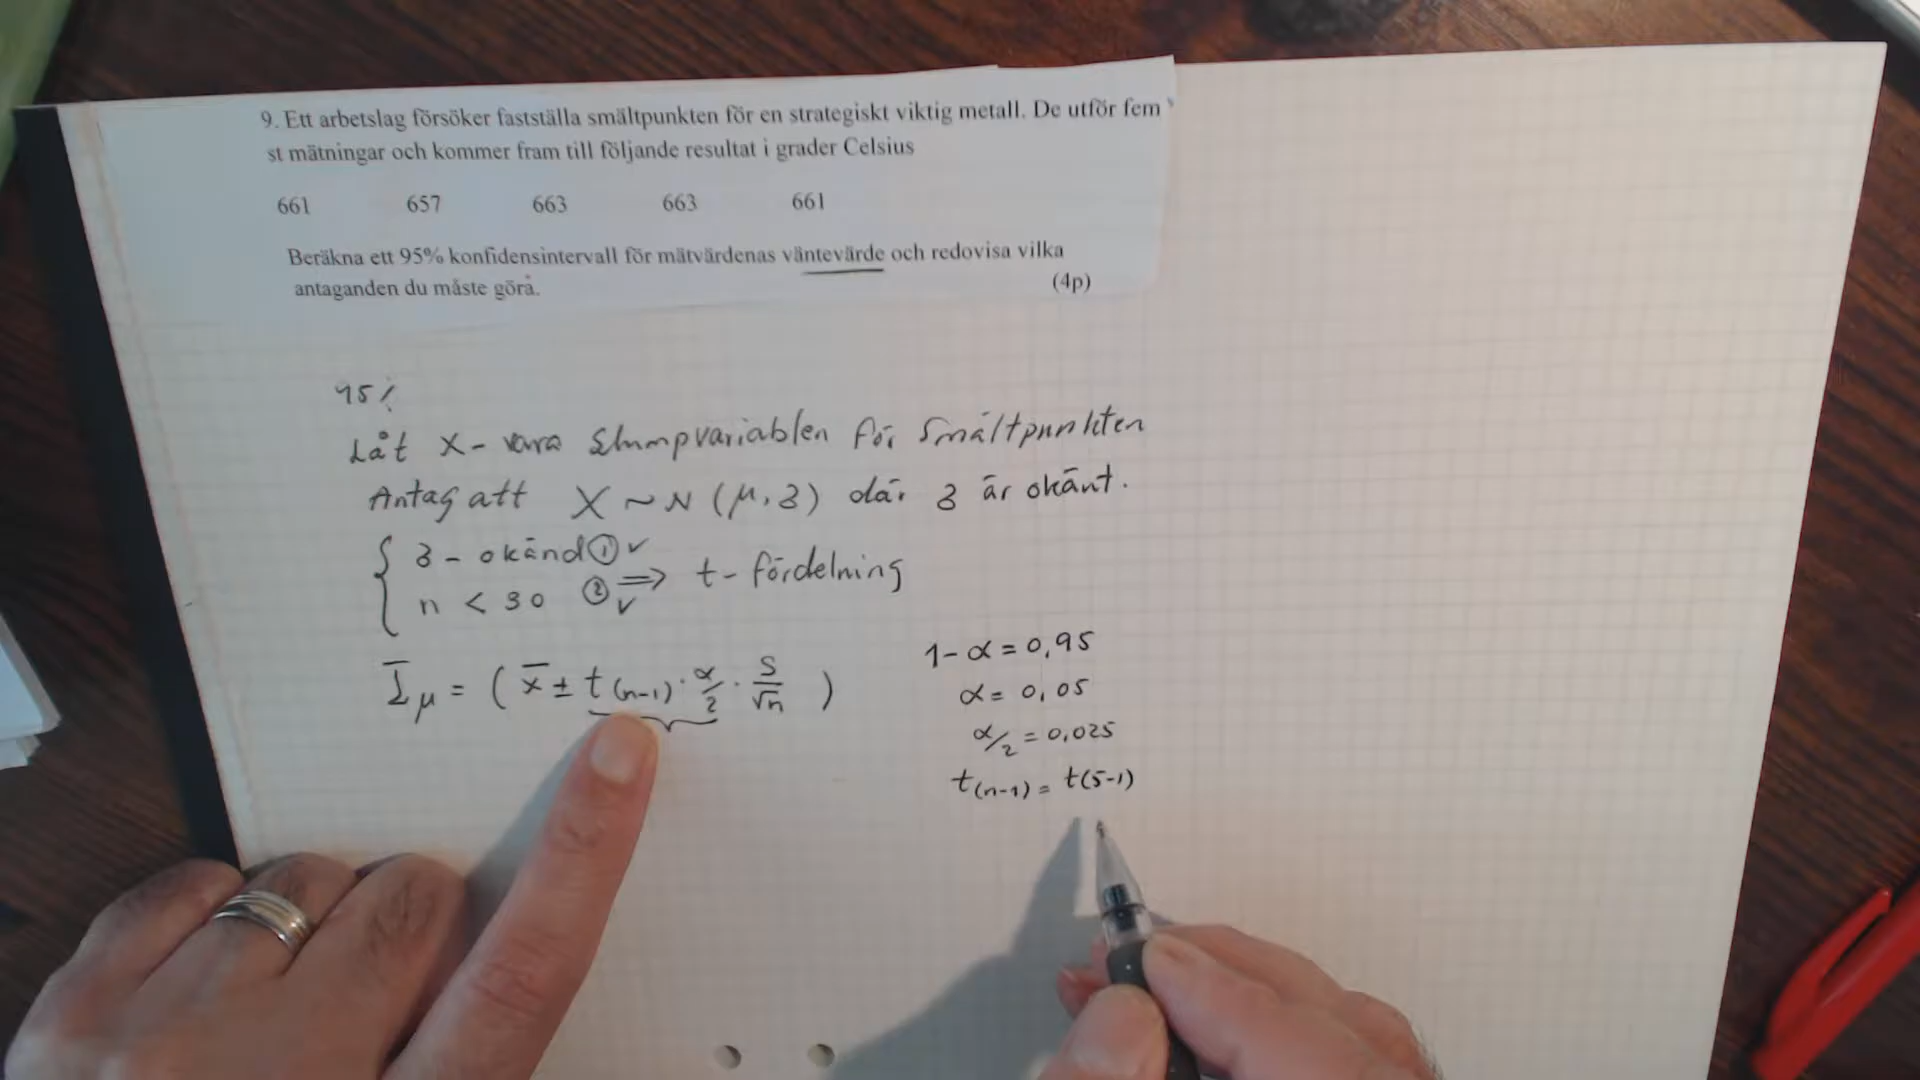 9. Ett arbetslag försöker fastställa smältpunkten för en strategiskt viktig metall. De utför fem
st mätningar och kommer fram till följande resultat i grader Celsius
661 657 663 663 661
Beräkna ett 95% konfidensintervall för mätvärdenas väntevärde och redovisa vilka
antaganden du måste göra. (4p)
95%
Låt X - vara Slumpvariablen för Smältpunkten
Antag att X ~ N (μ, σ) där σ är okänt.
{ σ - okänd ① ✓
n < 30 ② ✓ ⇒ t - fördelning
I_μ = ( x̄ ± t(n-1) · α/2 · S/√n )
1 - α = 0,95
α = 0,05
α/2 = 0,025
t(n-1) = t(5-1)